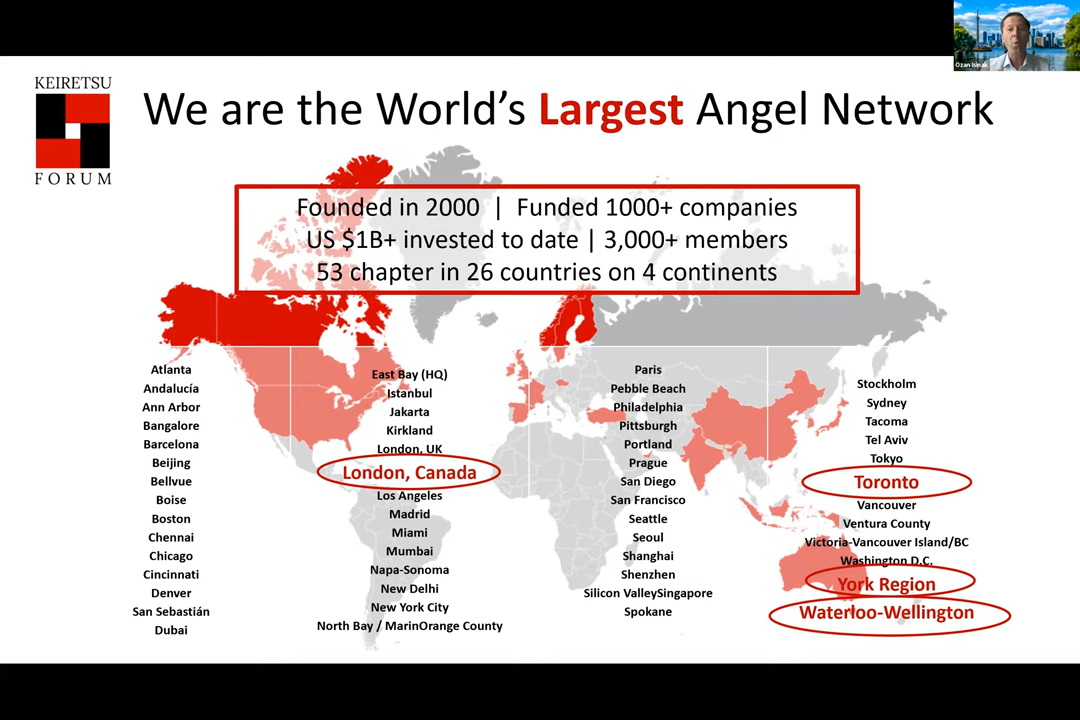 Ozan Isinak
KEIRETSU
FORUM
We are the World's Largest Angel Network
Founded in 2000 | Funded 1000+ companies
US $1B+ invested to date | 3,000+ members
53 chapter in 26 countries on 4 continents
Atlanta
Andalucía
Ann Arbor
Bangalore
Barcelona
Beijing
Bellvue
Boise
Boston
Chennai
Chicago
Cincinnati
Denver
San Sebastián
Dubai
East Bay (HQ)
Istanbul
Jakarta
Kirkland
London, UK
London, Canada
Los Angeles
Madrid
Miami
Mumbai
Napa-Sonoma
New Delhi
New York City
North Bay / MarinOrange County
Paris
Pebble Beach
Philadelphia
Pittsburgh
Portland
Prague
San Diego
San Francisco
Seattle
Seoul
Shanghai
Shenzhen
Silicon ValleySingapore
Spokane
Stockholm
Sydney
Tacoma
Tel Aviv
Tokyo
Toronto
Vancouver
Ventura County
Victoria-Vancouver Island/BC
Washington D.C.
York Region
Waterloo-Wellington